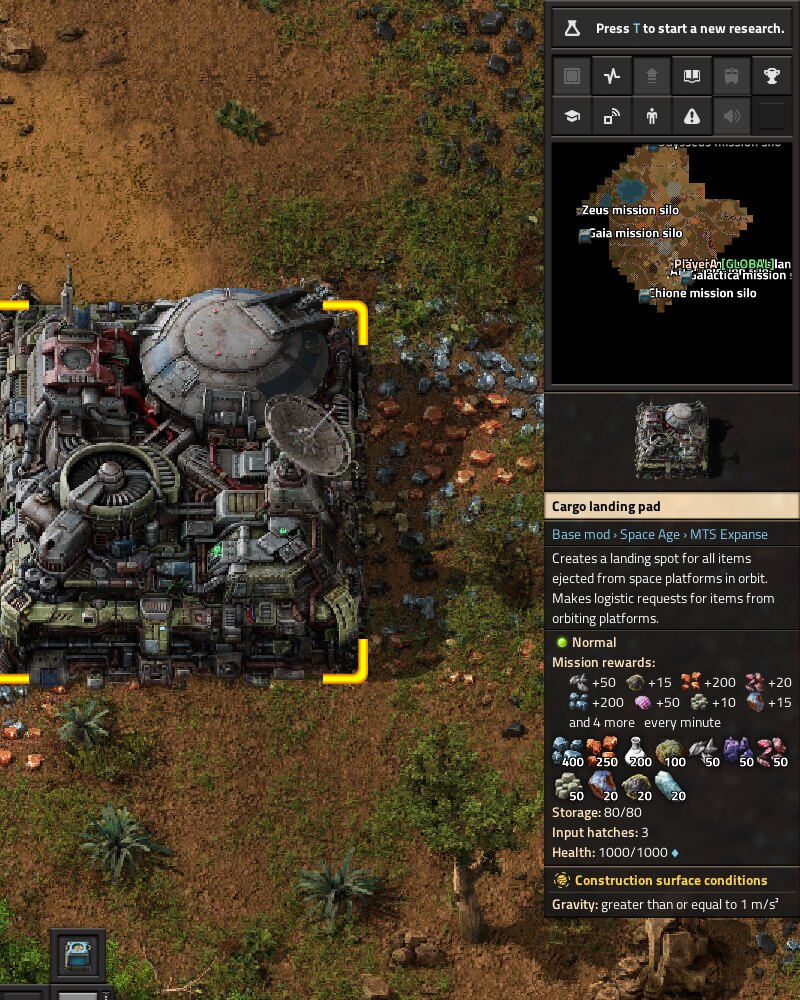 Press T to start a new research.
Zeus mission silo
Gaia mission silo
PlayerA
[GLOBAL]
Galactica mission
Chione mission silo
Cargo landing pad
Base mod › Space Age › MTS Expanse
Creates a landing spot for all items
ejected from space platforms in orbit.
Makes logistic requests for items from
orbiting platforms.
Normal
Mission rewards:
+50 +15 +200 +20
+200 +50 +10 +15
and 4 more every minute
400 250 200 100 50 50 50
50 20 20 20
Storage: 80/80
Input hatches: 3
Health: 1000/1000
Construction surface conditions
Gravity: greater than or equal to 1 m/s²